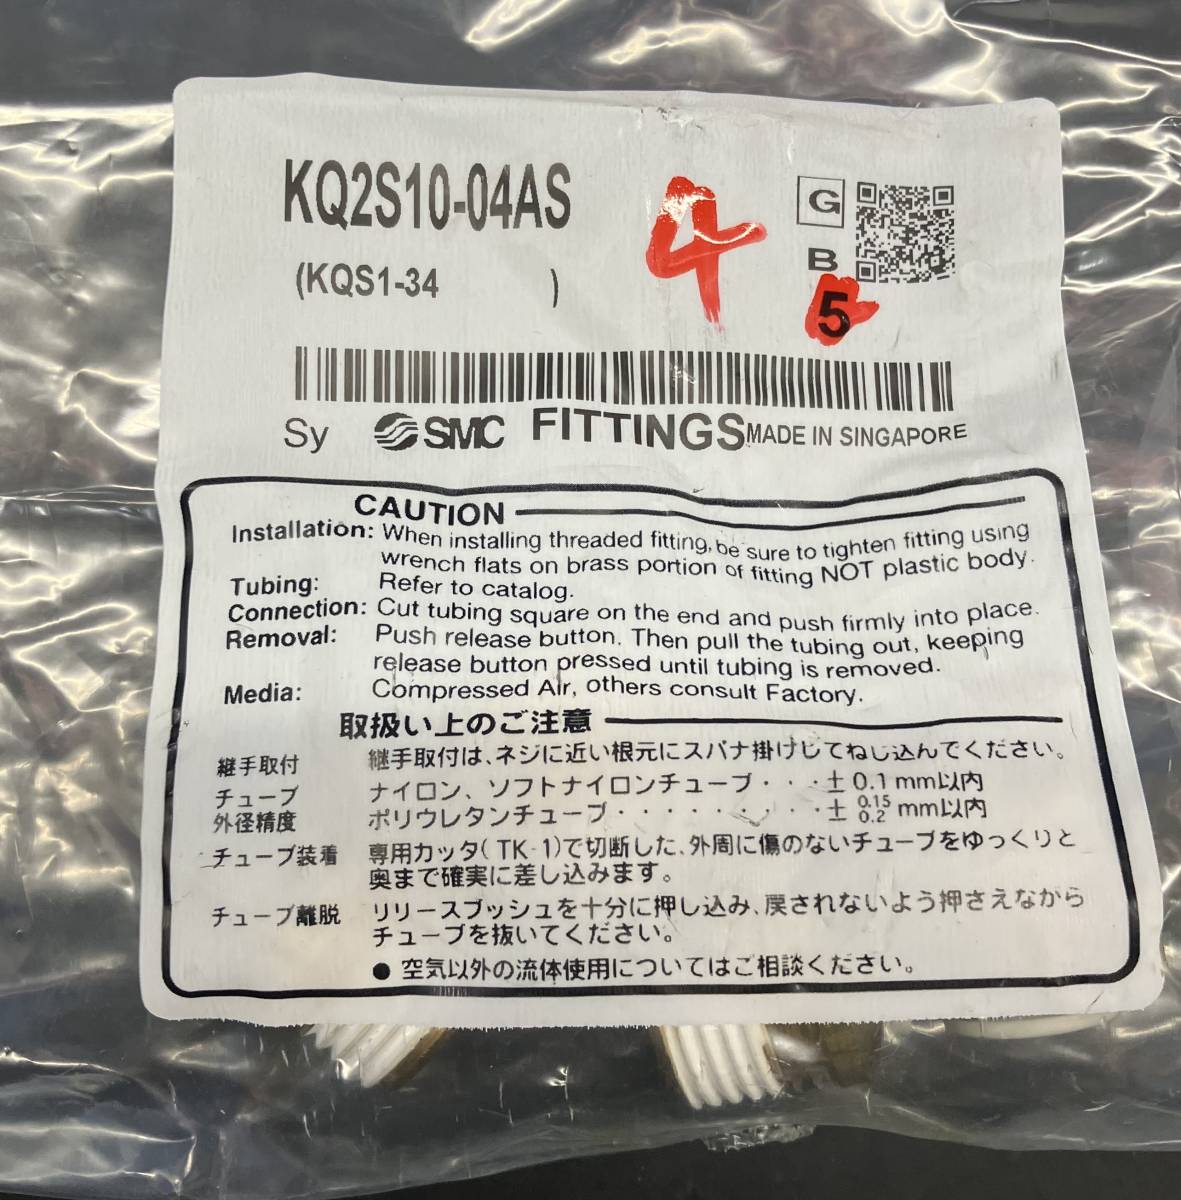 KQ2S10-04AS
4
G
(KQS1-34 )
B
5
Sy SMC FITTINGS MADE IN SINGAPORE
CAUTION
Installation: When installing threaded fitting, be sure to tighten fitting using
wrench flats on brass portion of fitting NOT plastic body.
Tubing: Refer to catalog.
Connection: Cut tubing square on the end and push firmly into place.
Removal: Push release button. Then pull the tubing out, keeping
release button pressed until tubing is removed.
Media: Compressed Air, others consult Factory.
取扱い上のご注意
継手取付 継手取付は、ネジに近い根元にスパナ掛けしてねじ込んでください。
チューブ ナイロン、ソフトナイロンチューブ・・・± 0.1 mm以内
外径精度 ポリウレタンチューブ・・・・・・・・・・± 0.15 0.2 mm以内
チューブ装着 専用カッタ( TK-1)で切断した、外周に傷のないチューブをゆっくりと
奥まで確実に差し込みます。
チューブ離脱 リリースブッシュを十分に押し込み、戻されないよう押さえながら
チューブを抜いてください。
● 空気以外の流体使用についてはご相談ください。